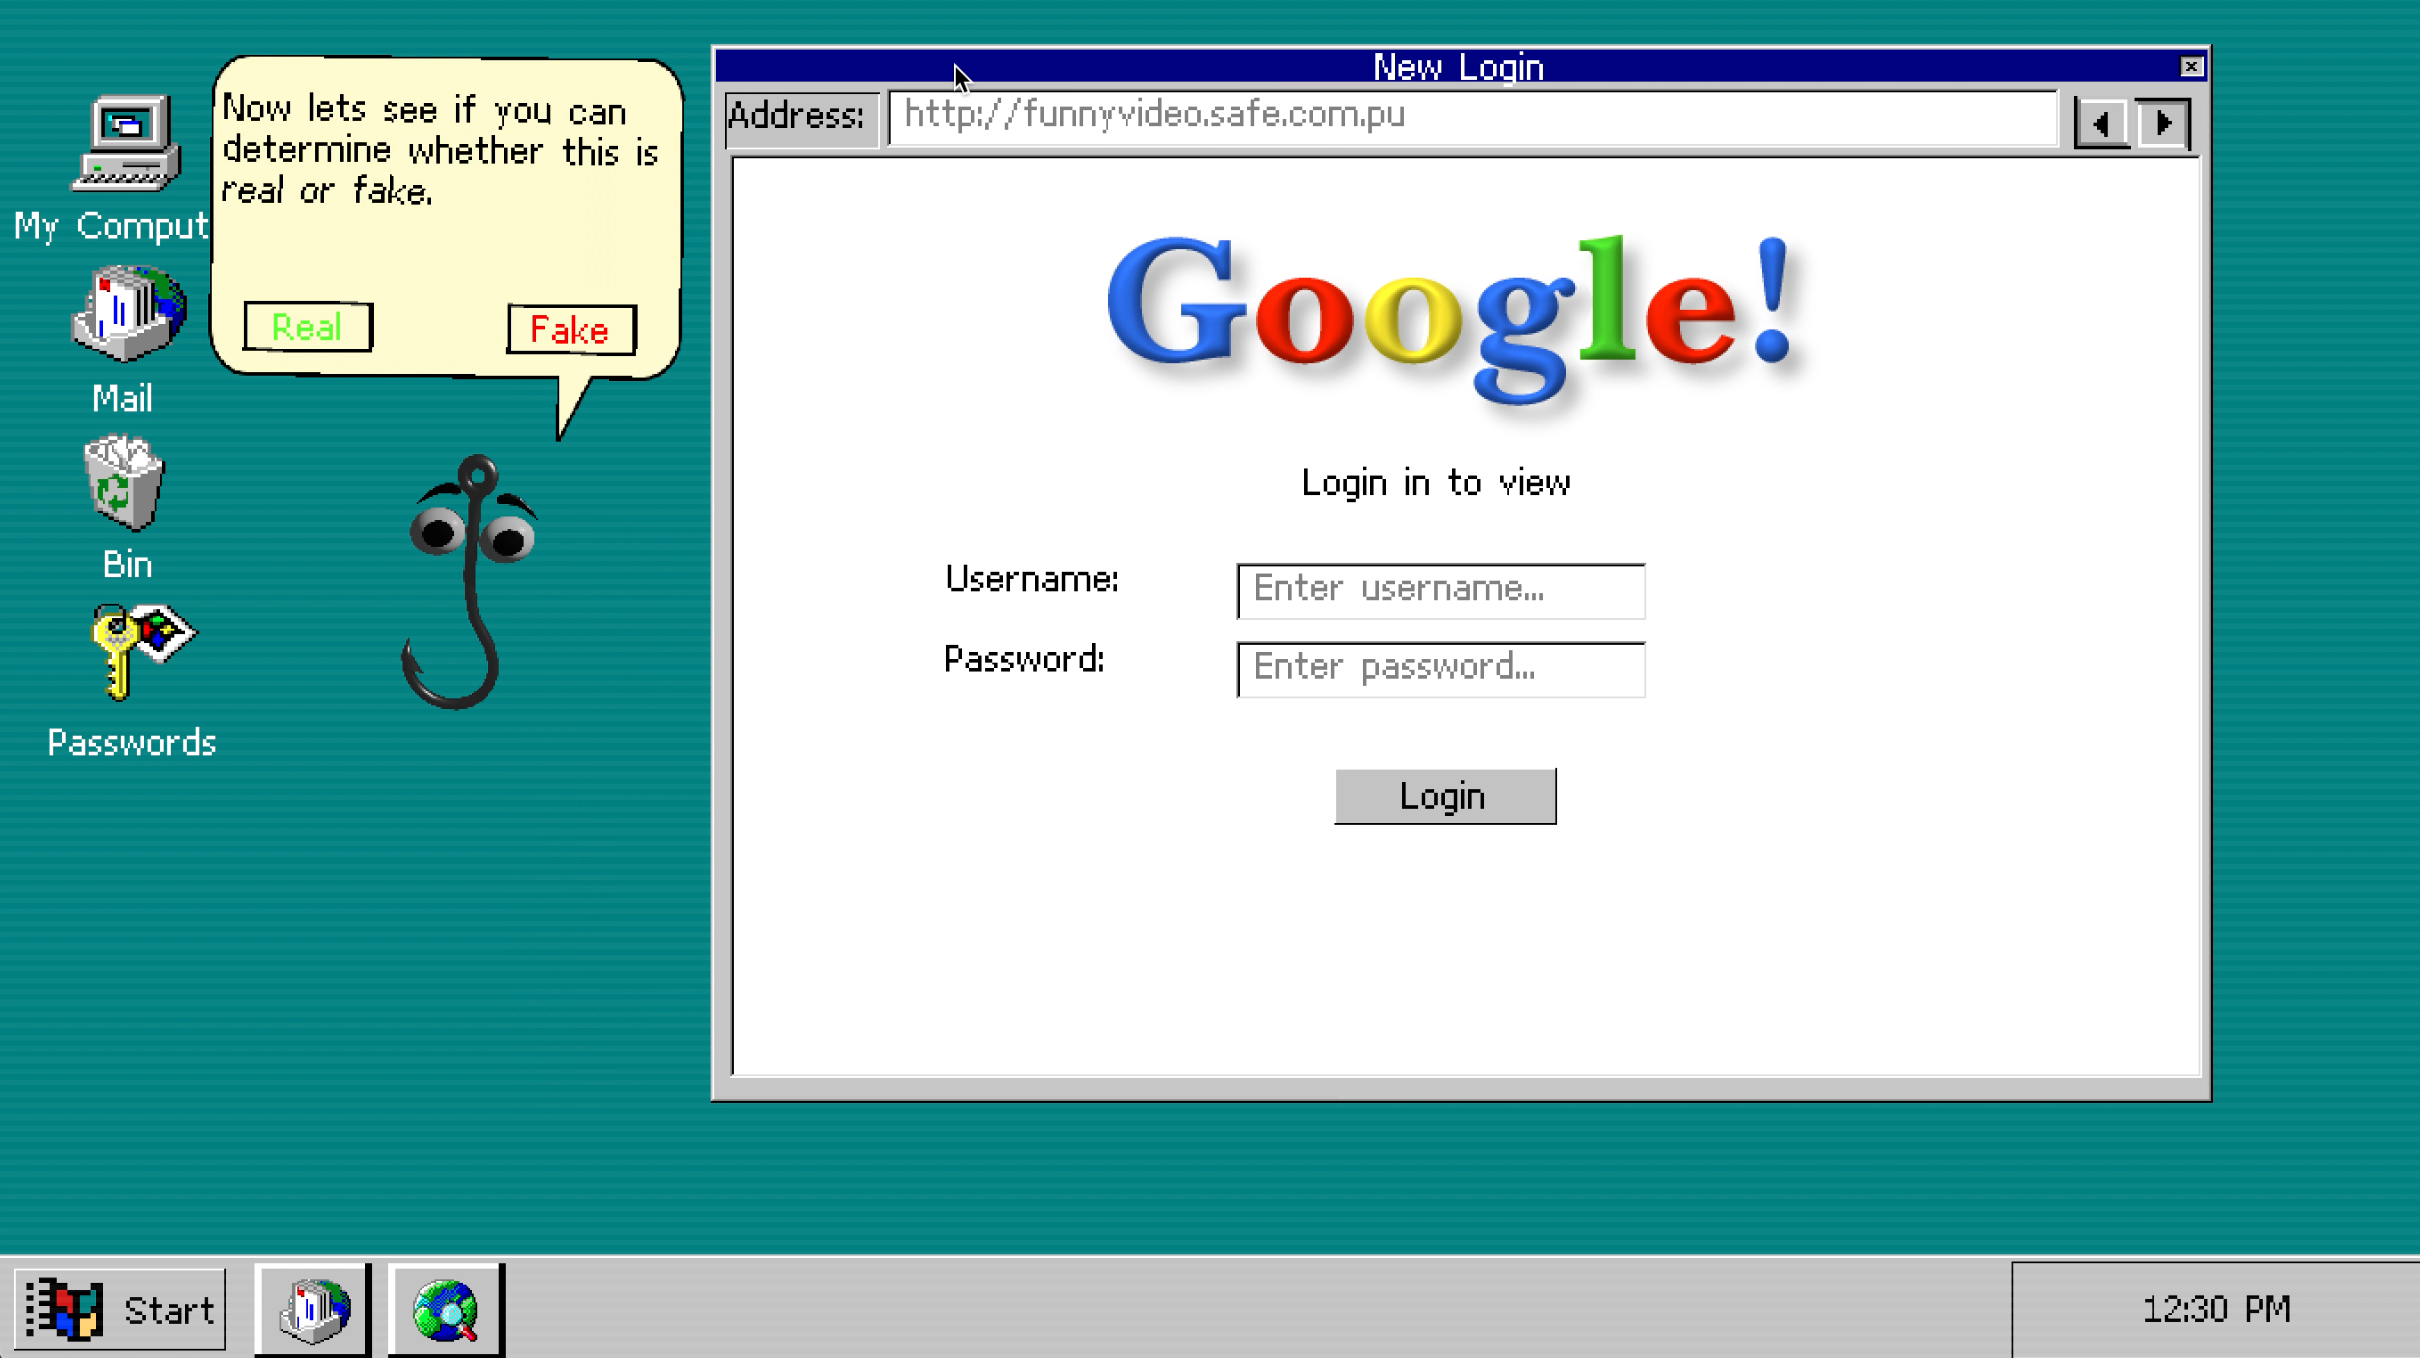 Now lets see if you can
determine whether this is
real or fake.
Real
Fake
My Comput
Mail
Bin
Passwords
New Login
Address:
http://funnyvideo.safe.com.pu
Google!
Login in to view
Username:
Enter username...
Password:
Enter password...
Login
Start
12:30 PM